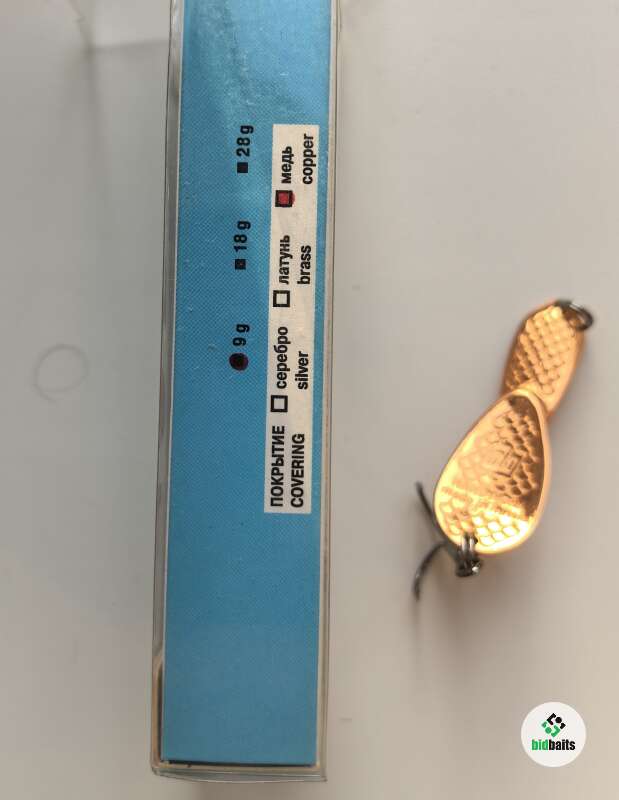 9 g ■ 18 g ■ 28 g
ПОКРЫТИЕ □ серебро □ латунь □ медь
COVERING silver brass copper
bidbaits